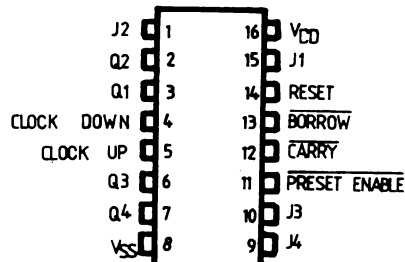 J2 1 16 VCD
Q2 2 15 J1
Q1 3 14 RESET
CLOCK DOWN 4 13 BORROW
CLOCK UP 5 12 CARRY
Q3 6 11 PRESET ENABLE
Q4 7 10 J3
VSS 8 9 J4